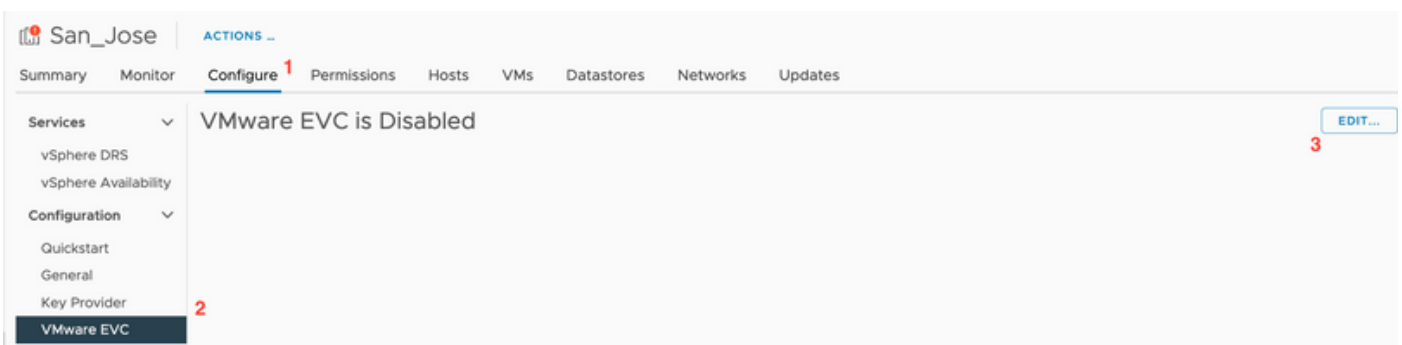 San_Jose ACTIONS ...
Summary Monitor Configure 1 Permissions Hosts VMs Datastores Networks Updates
Services
VMware EVC is Disabled
EDIT...
3
vSphere DRS
vSphere Availability
Configuration
Quickstart
General
Key Provider
2
VMware EVC